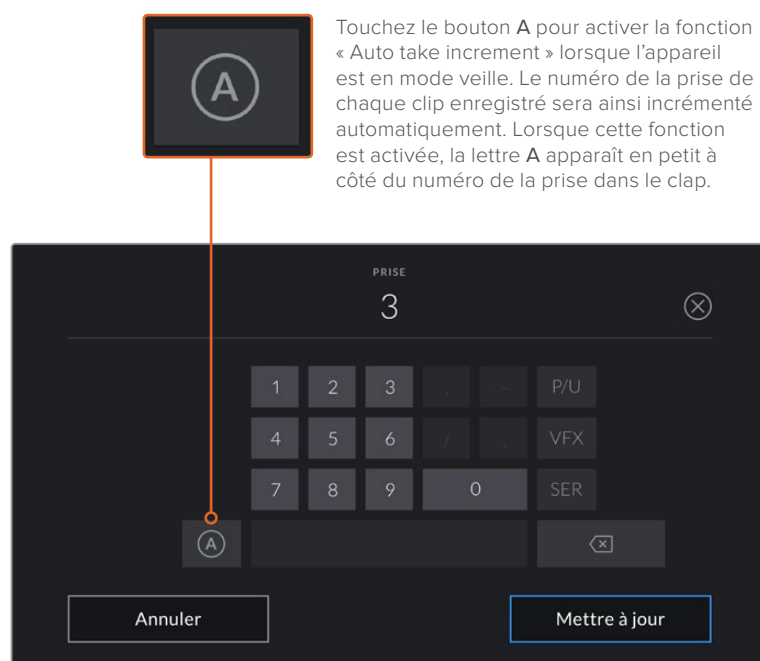 A
Touchez le bouton A pour activer la fonction
« Auto take increment » lorsque l’appareil
est en mode veille. Le numéro de la prise de
chaque clip enregistré sera ainsi incrémenté
automatiquement. Lorsque cette fonction
est activée, la lettre A apparaît en petit à
côté du numéro de la prise dans le clap.
PRISE
3
1 2 3 . - P/U
4 5 6 / , VFX
7 8 9 0 SER
A
Annuler Mettre à jour